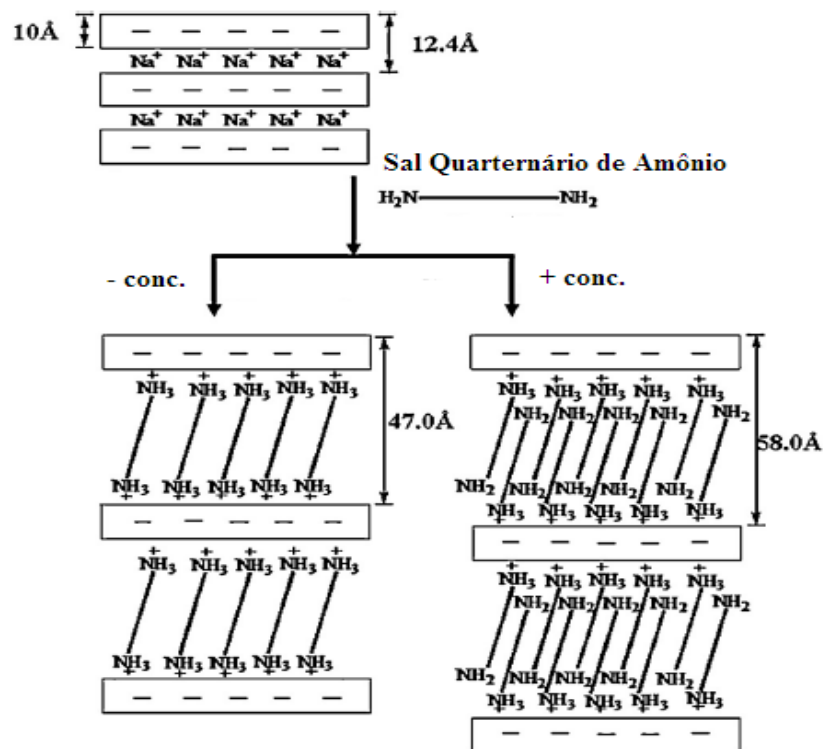 10Å
12.4Å
− − − − −
Na⁺ Na⁺ Na⁺ Na⁺ Na⁺
− − − − −
Na⁺ Na⁺ Na⁺ Na⁺ Na⁺
− − − − −
Sal Quarternário de Amônio
H₂N NH₂
- conc.
+ conc.
− − − − −
+ + + + +
NH₃ NH₃ NH₃ NH₃ NH₃
47.0Å
NH₃ NH₃ NH₃ NH₃ NH₃
+ + + + +
− − − − −
+ + + + +
NH₃ NH₃ NH₃ NH₃ NH₃
NH₃ NH₃ NH₃ NH₃ NH₃
+ + + + +
− − − − −
− − − − −
+ + + + +
NH₃ NH₃ NH₃ NH₃ NH₃
NH₂ NH₂ NH₂ NH₂ NH₂
58.0Å
NH₂ NH₂ NH₂ NH₂ NH₂
NH₃ NH₃ NH₃ NH₃ NH₃
+ + + + +
− − − − −
+ + + + +
NH₃ NH₃ NH₃ NH₃ NH₃
NH₂ NH₂ NH₂ NH₂ NH₂
NH₂ NH₂ NH₂ NH₂ NH₂
NH₃ NH₃ NH₃ NH₃ NH₃
+ + + + +
− − − − −